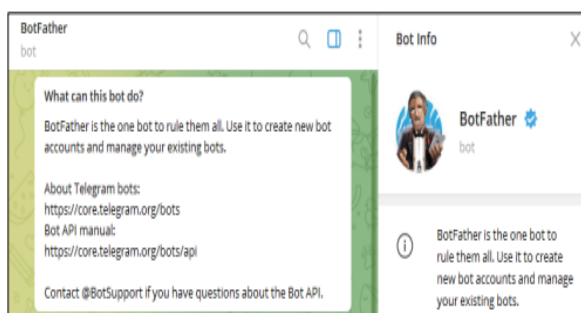 BotFather
bot
What can this bot do?
BotFather is the one bot to rule them all. Use it to create new bot
accounts and manage your existing bots.
About Telegram bots:
https://core.telegram.org/bots
Bot API manual:
https://core.telegram.org/bots/api
Contact @BotSupport if you have questions about the Bot API.
Bot Info
BotFather
bot
BotFather is the one bot to
rule them all. Use it to create
new bot accounts and manage
your existing bots.